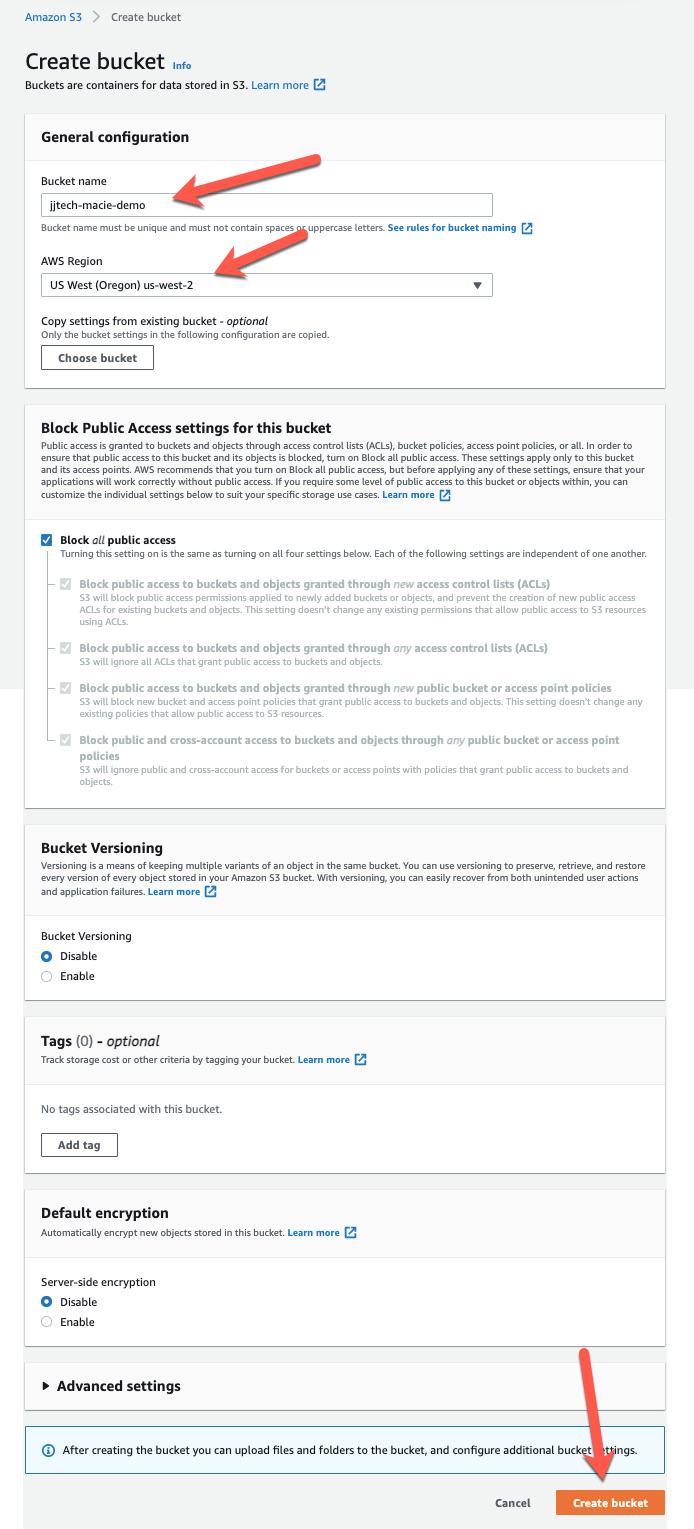 Amazon S3 > Create bucket
Create bucket Info
Buckets are containers for data stored in S3. Learn more
General configuration
Bucket name
jjtech-macie-demo
Bucket name must be unique and must not contain spaces or uppercase letters. See rules for bucket naming
AWS Region
US West (Oregon) us-west-2
Copy settings from existing bucket - optional
Only the bucket settings in the following configuration are copied.
Choose bucket
Block Public Access settings for this bucket
Public access is granted to buckets and objects through access control lists (ACLs), bucket policies, access point policies, or all. In order to
ensure that public access to this bucket and its objects is blocked, turn on Block all public access. These settings apply only to this bucket
and its access points. AWS recommends that you turn on Block all public access, but before applying any of these settings, ensure that your
applications will work correctly without public access. If you require some level of public access to this bucket or objects within, you can
customize the individual settings below to suit your specific storage use cases. Learn more
Block all public access
Turning this setting on is the same as turning on all four settings below. Each of the following settings are independent of one another.
Block public access to buckets and objects granted through new access control lists (ACLs)
S3 will block public access permissions applied to newly added buckets or objects, and prevent the creation of new public access
ACLs for existing buckets and objects. This setting doesn't change any existing permissions that allow public access to S3 resources
using ACLs.
Block public access to buckets and objects granted through any access control lists (ACLs)
S3 will ignore all ACLs that grant public access to buckets and objects.
Block public access to buckets and objects granted through new public bucket or access point policies
S3 will block new bucket and access point policies that grant public access to buckets and objects. This setting doesn't change any
existing policies that allow public access to S3 resources.
Block public and cross-account access to buckets and objects through any public bucket or access point
policies
S3 will ignore public and cross-account access for buckets or access points with policies that grant public access to buckets and
objects.
Bucket Versioning
Versioning is a means of keeping multiple variants of an object in the same bucket. You can use versioning to preserve, retrieve, and restore
every version of every object stored in your Amazon S3 bucket. With versioning, you can easily recover from both unintended user actions
and application failures. Learn more
Bucket Versioning
Disable
Enable
Tags (0) - optional
Track storage cost or other criteria by tagging your bucket. Learn more
No tags associated with this bucket.
Add tag
Default encryption
Automatically encrypt new objects stored in this bucket. Learn more
Server-side encryption
Disable
Enable
Advanced settings
After creating the bucket you can upload files and folders to the bucket, and configure additional bucket settings.
Cancel Create bucket